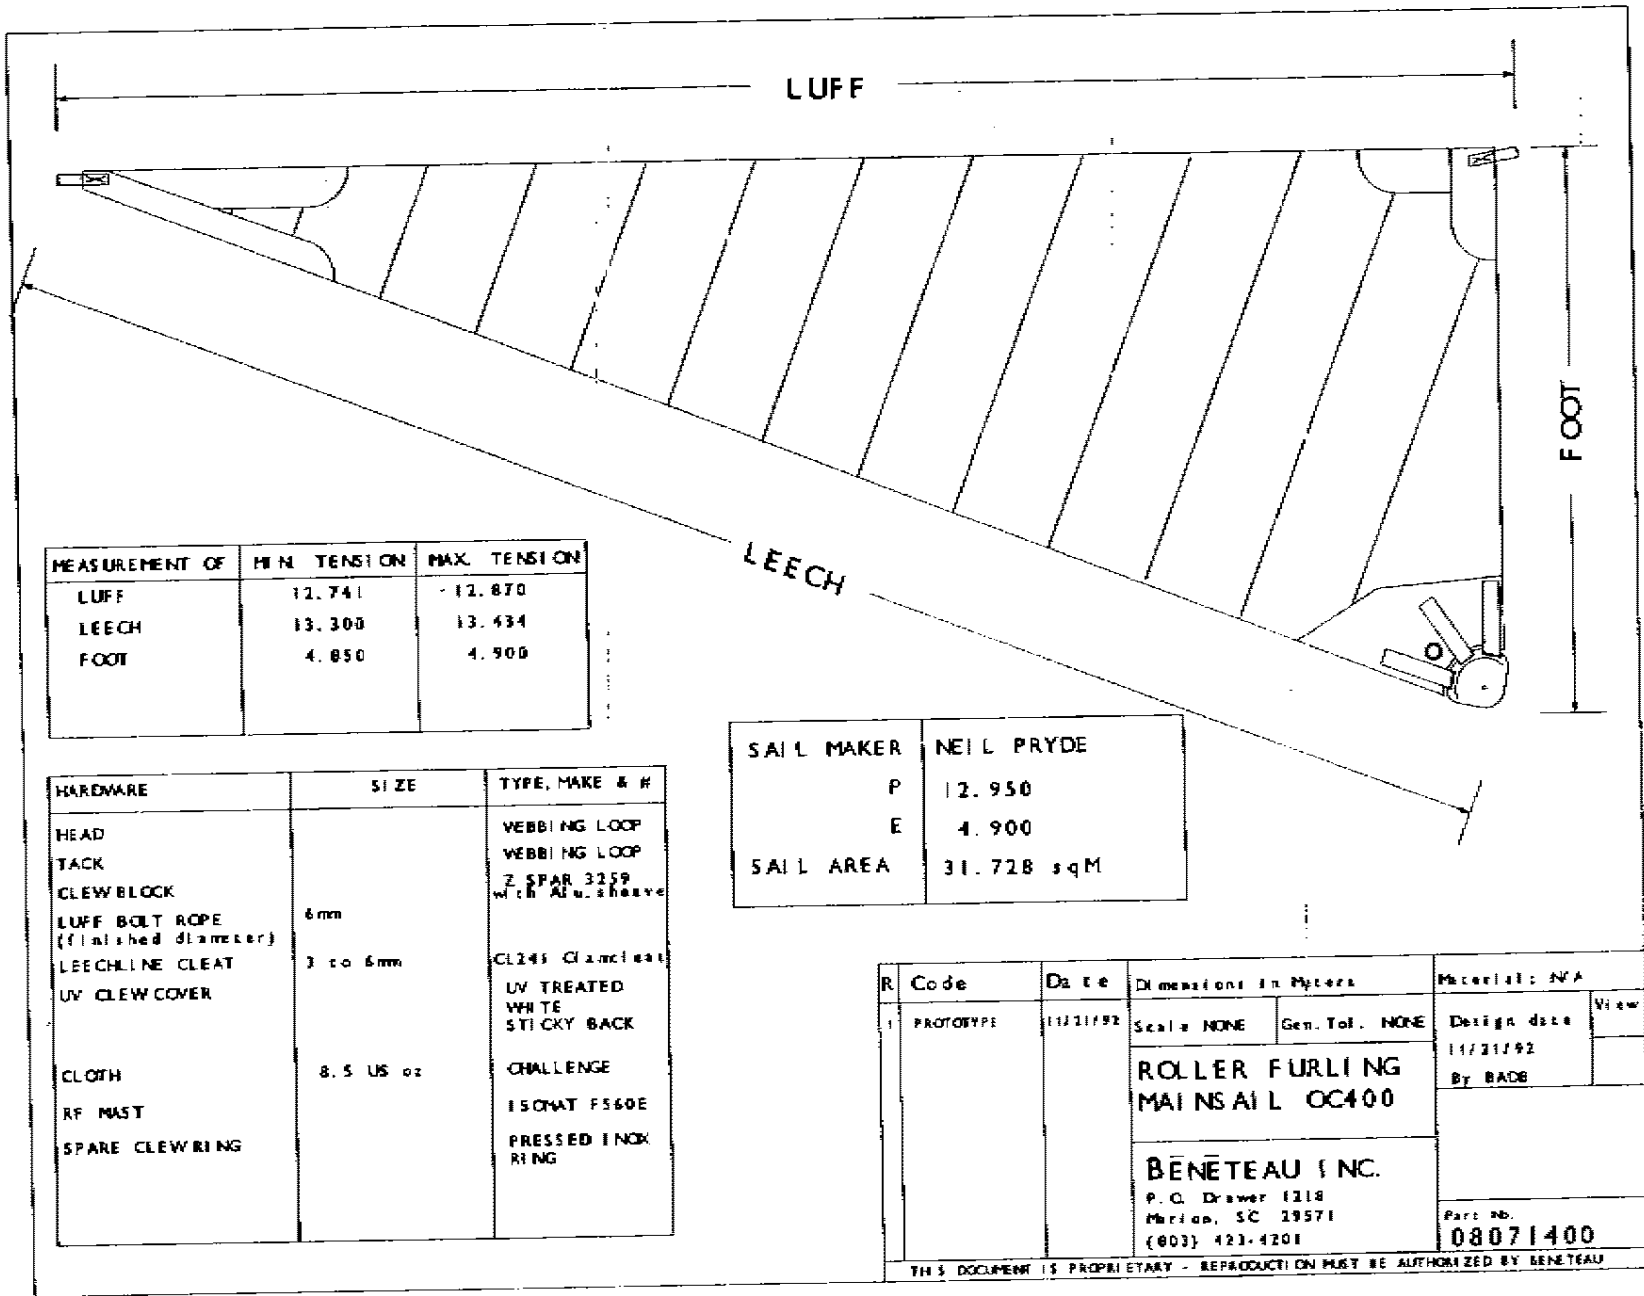 LUFF
FOOT
LEECH
MEASUREMENT OF MIN. TENSION MAX. TENSION
LUFF 12.741 12.870
LEECH 13.300 13.434
FOOT 4.850 4.900
SAIL MAKER NEIL PRYDE
P 12.950
E 4.900
SAIL AREA 31.728 sqM
HARDWARE SIZE TYPE, MAKE & #
HEAD WEBBING LOOP
TACK WEBBING LOOP
CLEW BLOCK Z SPAR 3259
with Alu. sheave
LUFF BOLT ROPE 6mm
(finished diameter)
LEECHLINE CLEAT 3 to 6mm CL245 Clamcleat
UV CLEW COVER UV TREATED
WHITE
STICKY BACK
CLOTH 8.5 US oz CHALLENGE
RF MAST ISOMAT F560E
SPARE CLEW RING PRESSED INOX
RING
R Code Date Dimensions in Meters Material: N/A
1 PROTOTYPE 11/21/92 Scale NONE Gen. Tol. NONE Design date View
11/21/92
By BADB
ROLLER FURLING
MAINSAIL OC400
BĒNĒTEAU INC.
P.O. Drawer 1218
Marion, SC 29571
(803) 423-4201
Part No.
08071400
THIS DOCUMENT IS PROPRIETARY - REPRODUCTION MUST BE AUTHORIZED BY BENETEAU